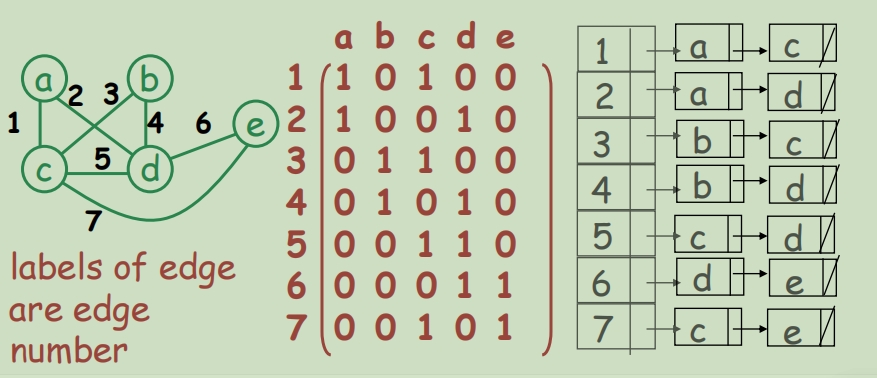 a b c d e
a 2 3 b
1 4 6 e
c 5 d
7
1 1 0 1 0 0
2 1 0 0 1 0
3 0 1 1 0 0
4 0 1 0 1 0
5 0 0 1 1 0
6 0 0 0 1 1
7 0 0 1 0 1
labels of edge
are edge
number
1 a c
2 a d
3 b c
4 b d
5 c d
6 d e
7 c e